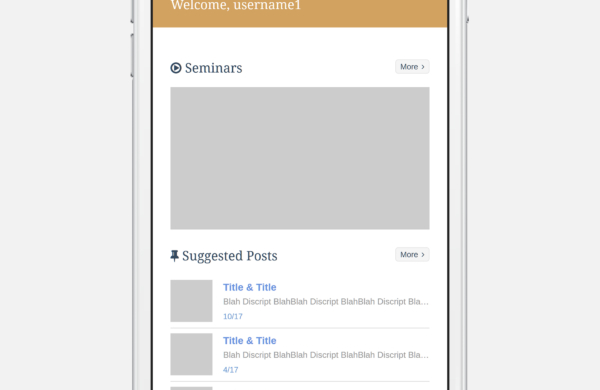 Welcome, username1
Seminars
More ›
Suggested Posts
More ›
Title & Title
Blah Discript BlahBlah Discript BlahBlah Discript Bla...
10/17
Title & Title
Blah Discript BlahBlah Discript BlahBlah Discript Bla...
4/17